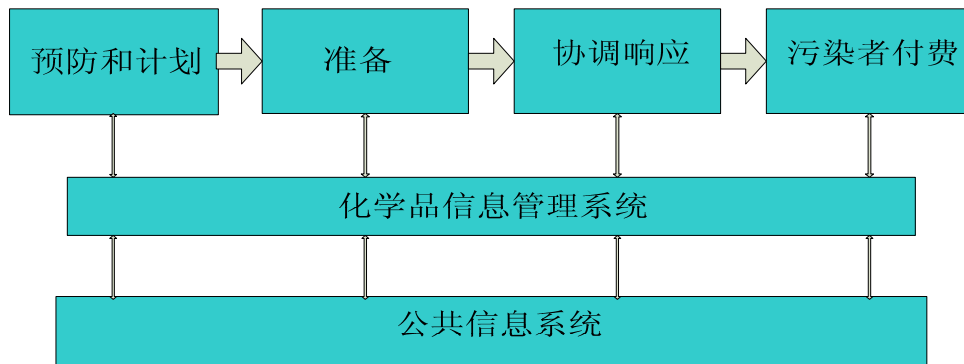 预防和计划
准备
协调响应
污染者付费
化学品信息管理系统
公共信息系统